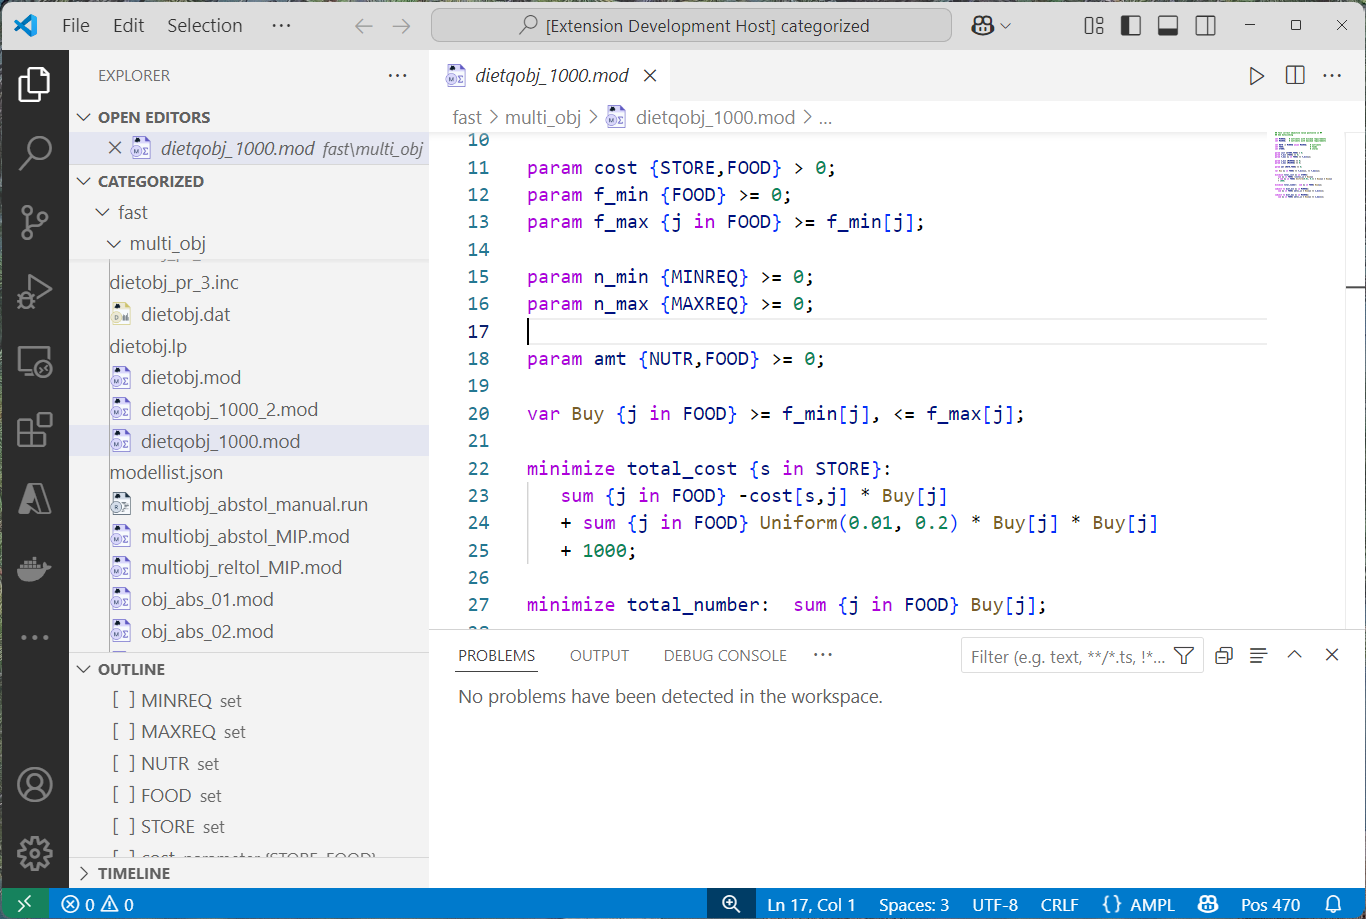 File Edit Selection ··· [Extension Development Host] categorized
EXPLORER ···
OPEN EDITORS
dietqobj_1000.mod fast\multi_obj
CATEGORIZED
fast
multi_obj
dietobj_pr_3.inc
dietobj.dat
dietobj.lp
dietobj.mod
dietqobj_1000_2.mod
dietqobj_1000.mod
modellist.json
multiobj_abstol_manual.run
multiobj_abstol_MIP.mod
multiobj_reltol_MIP.mod
obj_abs_01.mod
obj_abs_02.mod
OUTLINE
[ ] MINREQ set
[ ] MAXREQ set
[ ] NUTR set
[ ] FOOD set
[ ] STORE set
[ ] cost parameter {STORE, FOOD}
TIMELINE
dietqobj_1000.mod
fast > multi_obj > dietqobj_1000.mod > ...
10
11 param cost {STORE,FOOD} > 0;
12 param f_min {FOOD} >= 0;
13 param f_max {j in FOOD} >= f_min[j];
14
15 param n_min {MINREQ} >= 0;
16 param n_max {MAXREQ} >= 0;
17
18 param amt {NUTR,FOOD} >= 0;
19
20 var Buy {j in FOOD} >= f_min[j], <= f_max[j];
21
22 minimize total_cost {s in STORE}:
23 sum {j in FOOD} -cost[s,j] * Buy[j]
24 + sum {j in FOOD} Uniform(0.01, 0.2) * Buy[j] * Buy[j]
25 + 1000;
26
27 minimize total_number: sum {j in FOOD} Buy[j];
28
PROBLEMS OUTPUT DEBUG CONSOLE ··· Filter (e.g. text, **/*.ts, !*...
No problems have been detected in the workspace.
0 0 Ln 17, Col 1 Spaces: 3 UTF-8 CRLF {} AMPL Pos 470